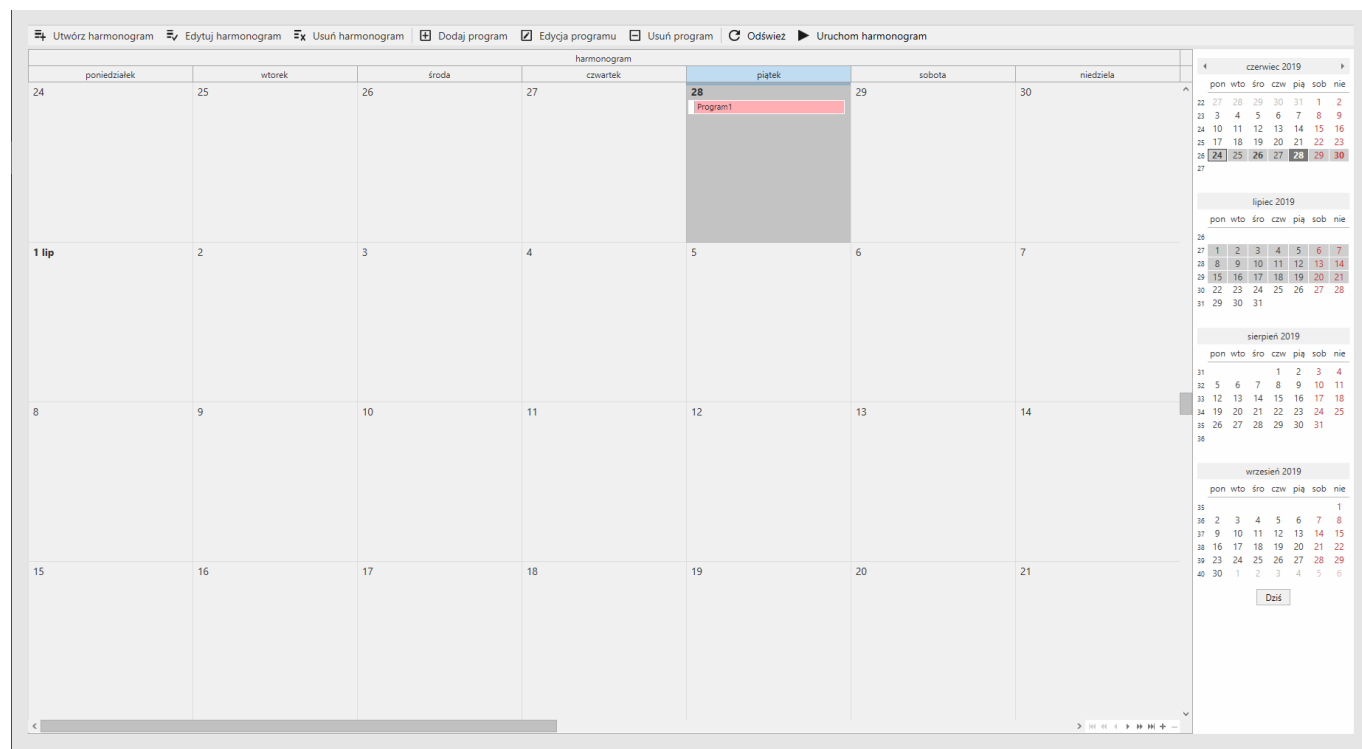 Utwórz harmonogram Edytuj harmonogram Usuń harmonogram Dodaj program Edycja programu Usuń program Odśwież Uruchom harmonogram
harmonogram
poniedziałek wtorek środa czwartek piątek sobota niedziela
24 25 26 27 28 29 30
Program1
1 lip 2 3 4 5 6 7
8 9 10 11 12 13 14
15 16 17 18 19 20 21
czerwiec 2019
pon wto śro czw pią sob nie
22 27 28 29 30 31 1 2
23 3 4 5 6 7 8 9
24 10 11 12 13 14 15 16
25 17 18 19 20 21 22 23
26 24 25 26 27 28 29 30
27
lipiec 2019
pon wto śro czw pią sob nie
26
27 1 2 3 4 5 6 7
28 8 9 10 11 12 13 14
29 15 16 17 18 19 20 21
30 22 23 24 25 26 27 28
31 29 30 31
sierpień 2019
pon wto śro czw pią sob nie
31 1 2 3 4
32 5 6 7 8 9 10 11
33 12 13 14 15 16 17 18
34 19 20 21 22 23 24 25
35 26 27 28 29 30 31
36
wrzesień 2019
pon wto śro czw pią sob nie
35 1
36 2 3 4 5 6 7 8
37 9 10 11 12 13 14 15
38 16 17 18 19 20 21 22
39 23 24 25 26 27 28 29
40 30 1 2 3 4 5 6
Dziś